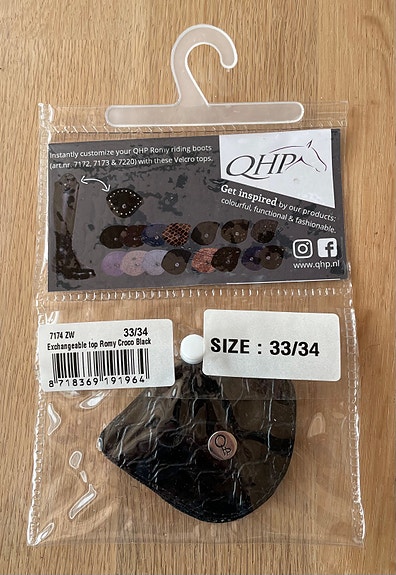 Instantly customize your QHP Romy riding boots
(art.nr. 7172, 7173 & 7220) with these Velcro tops.
QHP
Get inspired by our products:
colourful, functional & fashionable.
www.qhp.nl
7174 ZW 33/34
Exchangeable top Romy Croco Black
8 718369 191964
SIZE : 33/34